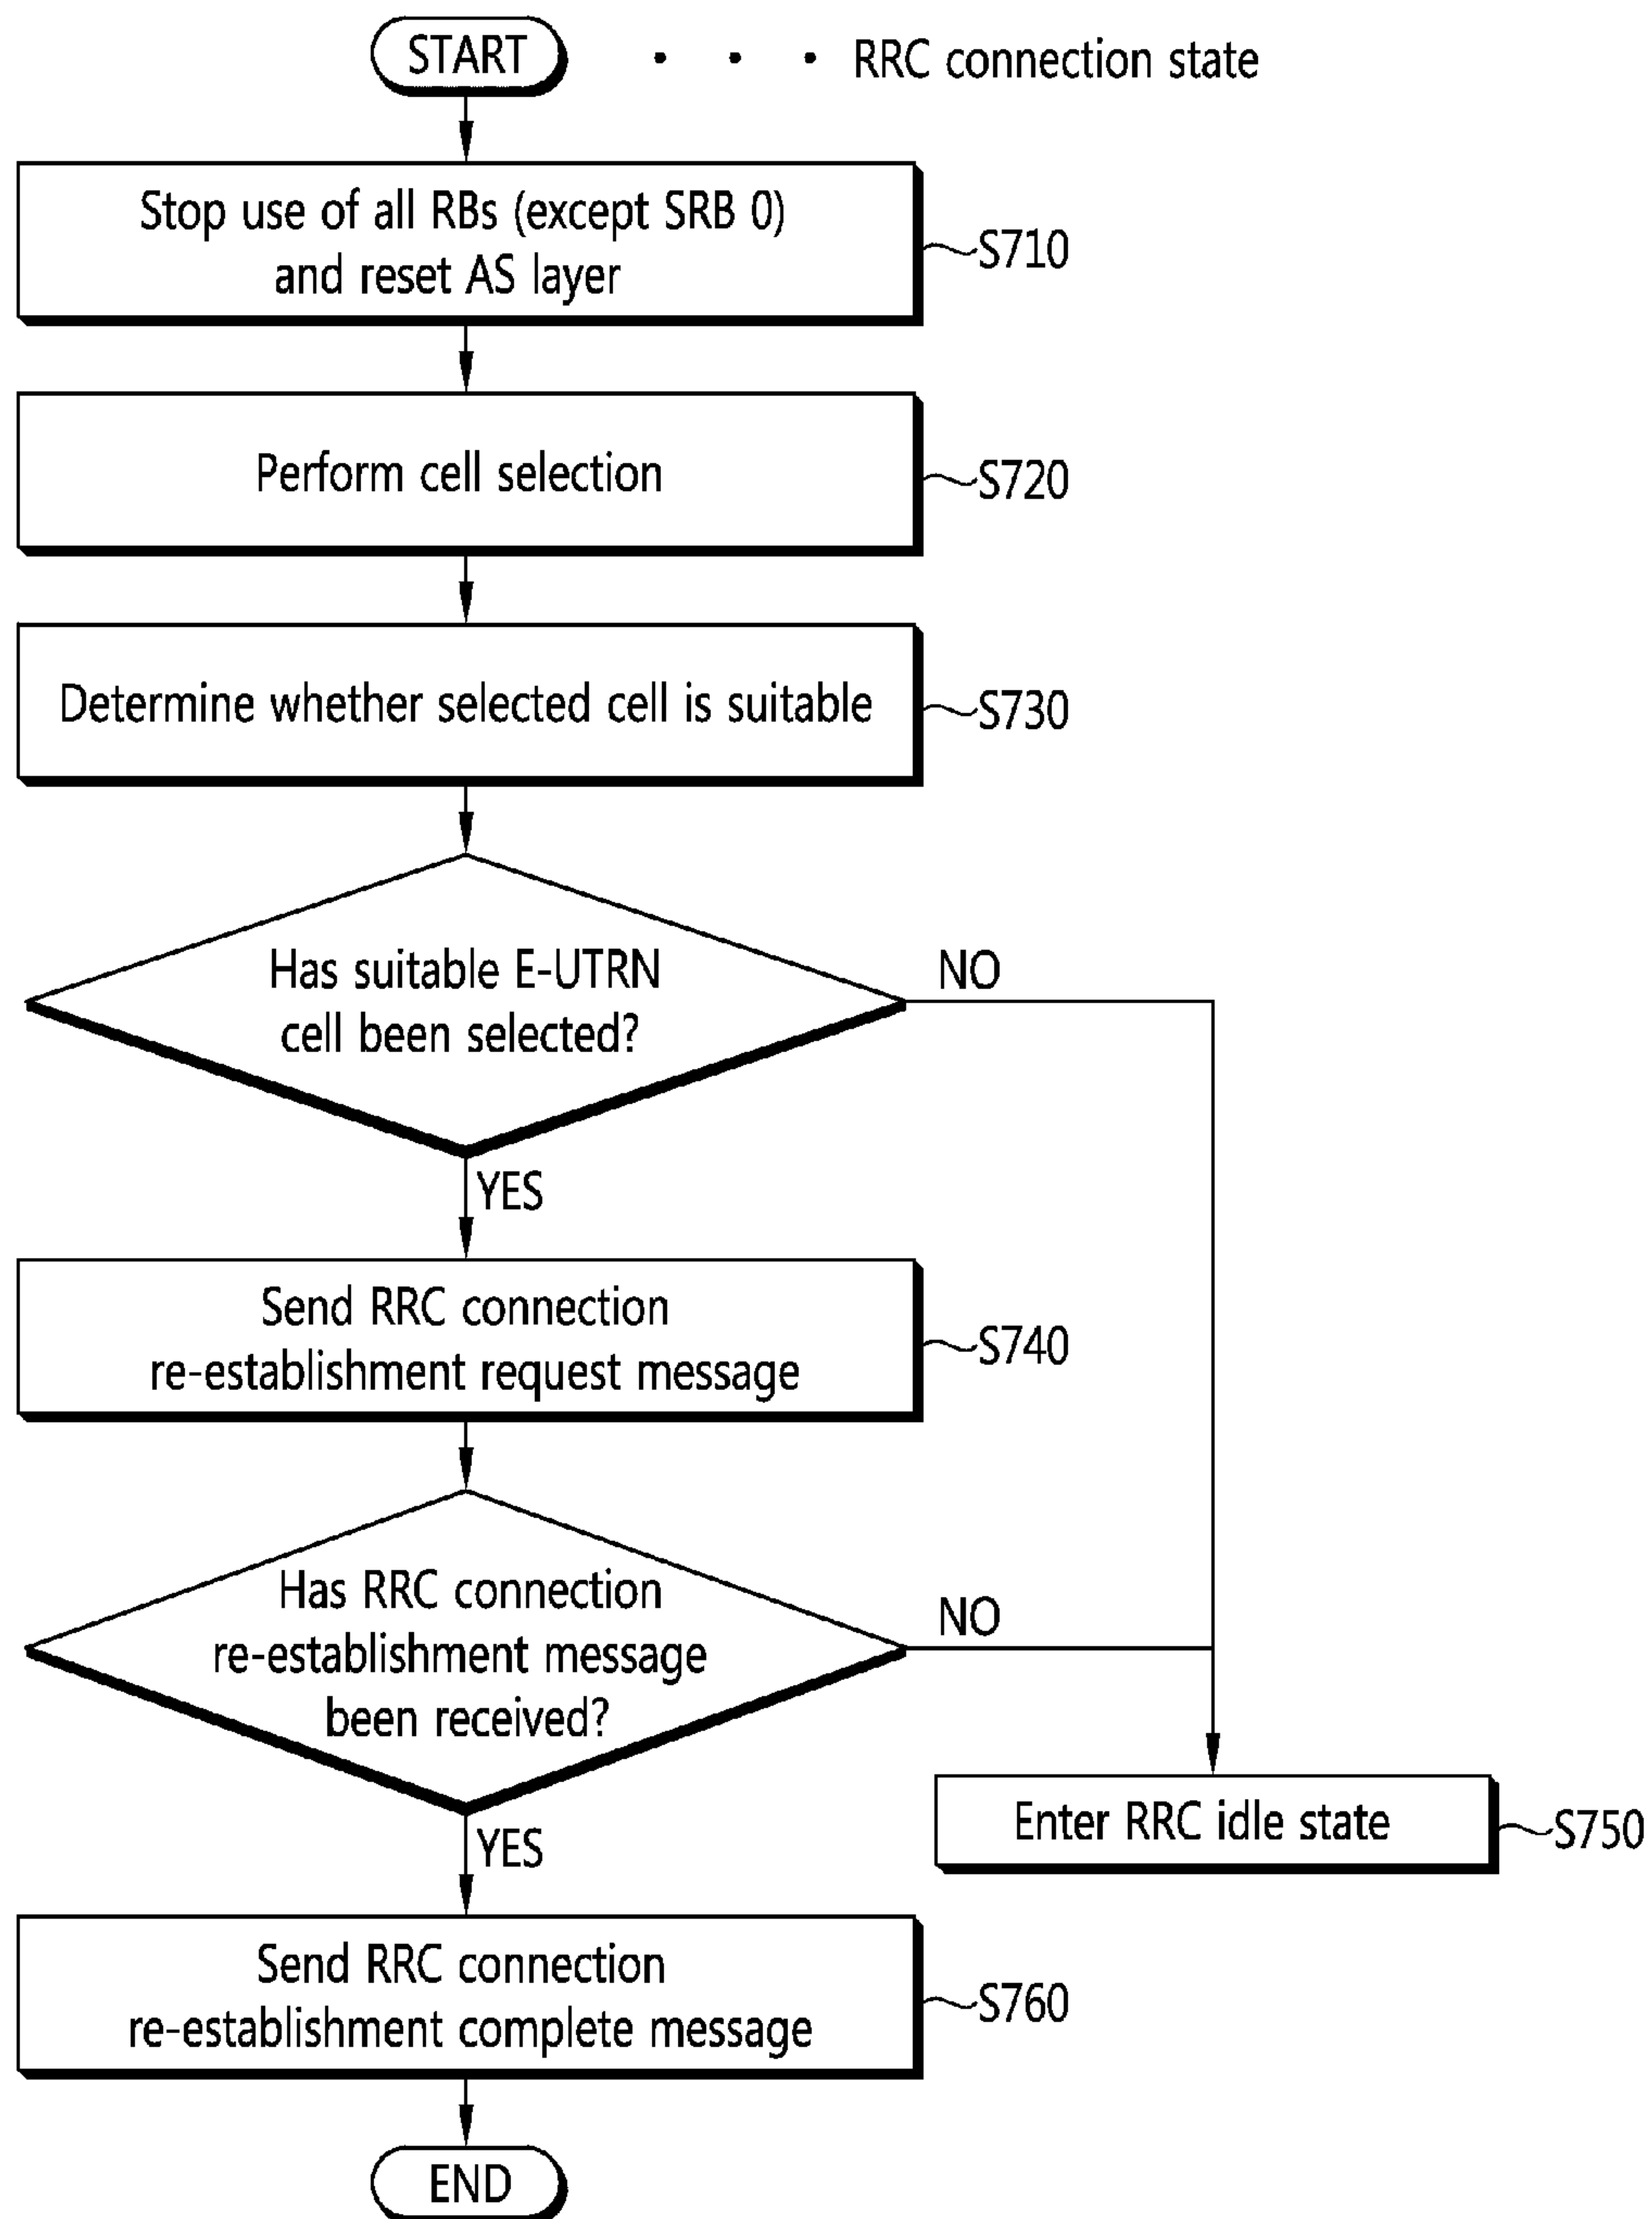 START
RRC connection state
Stop use of all RBs (except SRB 0)
and reset AS layer
S710
Perform cell selection
S720
Determine whether selected cell is suitable
S730
Has suitable E-UTRN
cell been selected?
NO
YES
Send RRC connection
re-establishment request message
S740
Has RRC connection
re-establishment message
been received?
NO
YES
Enter RRC idle state
S750
Send RRC connection
re-establishment complete message
S760
END